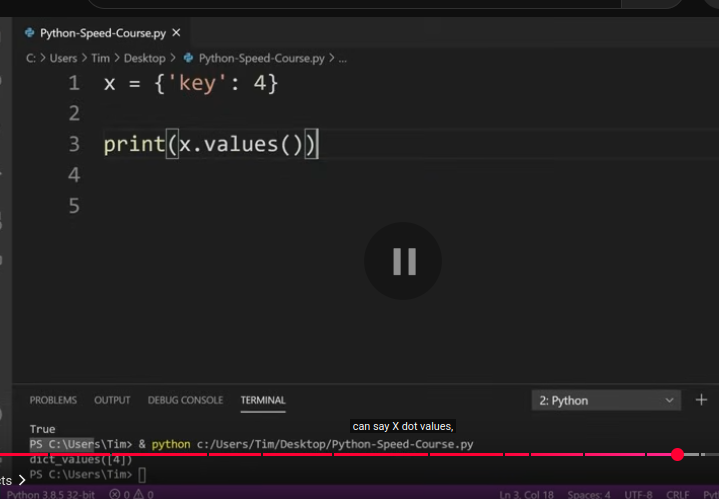 Python-Speed-Course.py ×
C: > Users > Tim > Desktop > Python-Speed-Course.py > ...
1 x = {'key': 4}
2
3 print(x.values())
4
5
PROBLEMS OUTPUT DEBUG CONSOLE TERMINAL 2: Python
can say X dot values,
True
PS C:\Users\Tim> & python c:/Users/Tim/Desktop/Python-Speed-Course.py
dict_values([4])
PS C:\Users\Tim>
Python 3.8.5 32-bit 0 0 Ln 3, Col 18 Spaces: 4 UTF-8 CRLF